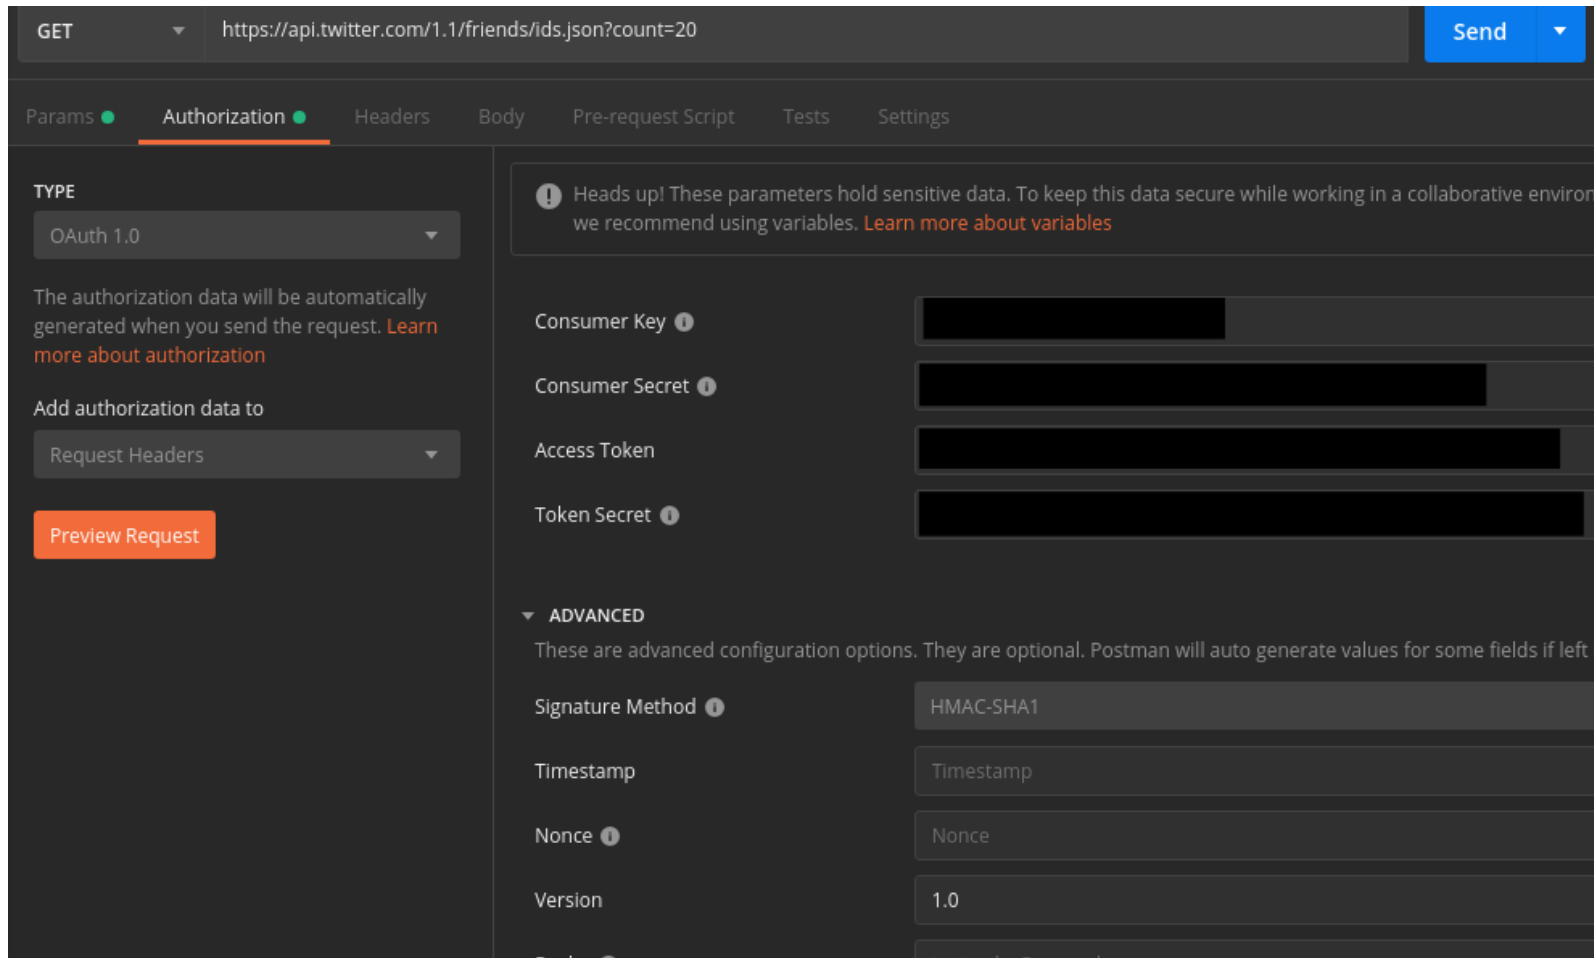 GET
https://api.twitter.com/1.1/friends/ids.json?count=20
Send
Params
Authorization
Headers
Body
Pre-request Script
Tests
Settings
TYPE
OAuth 1.0
The authorization data will be automatically
generated when you send the request. Learn
more about authorization
Add authorization data to
Request Headers
Preview Request
Heads up! These parameters hold sensitive data. To keep this data secure while working in a collaborative environ
we recommend using variables. Learn more about variables
Consumer Key
Consumer Secret
Access Token
Token Secret
ADVANCED
These are advanced configuration options. They are optional. Postman will auto generate values for some fields if left
Signature Method
HMAC-SHA1
Timestamp
Timestamp
Nonce
Nonce
Version
1.0